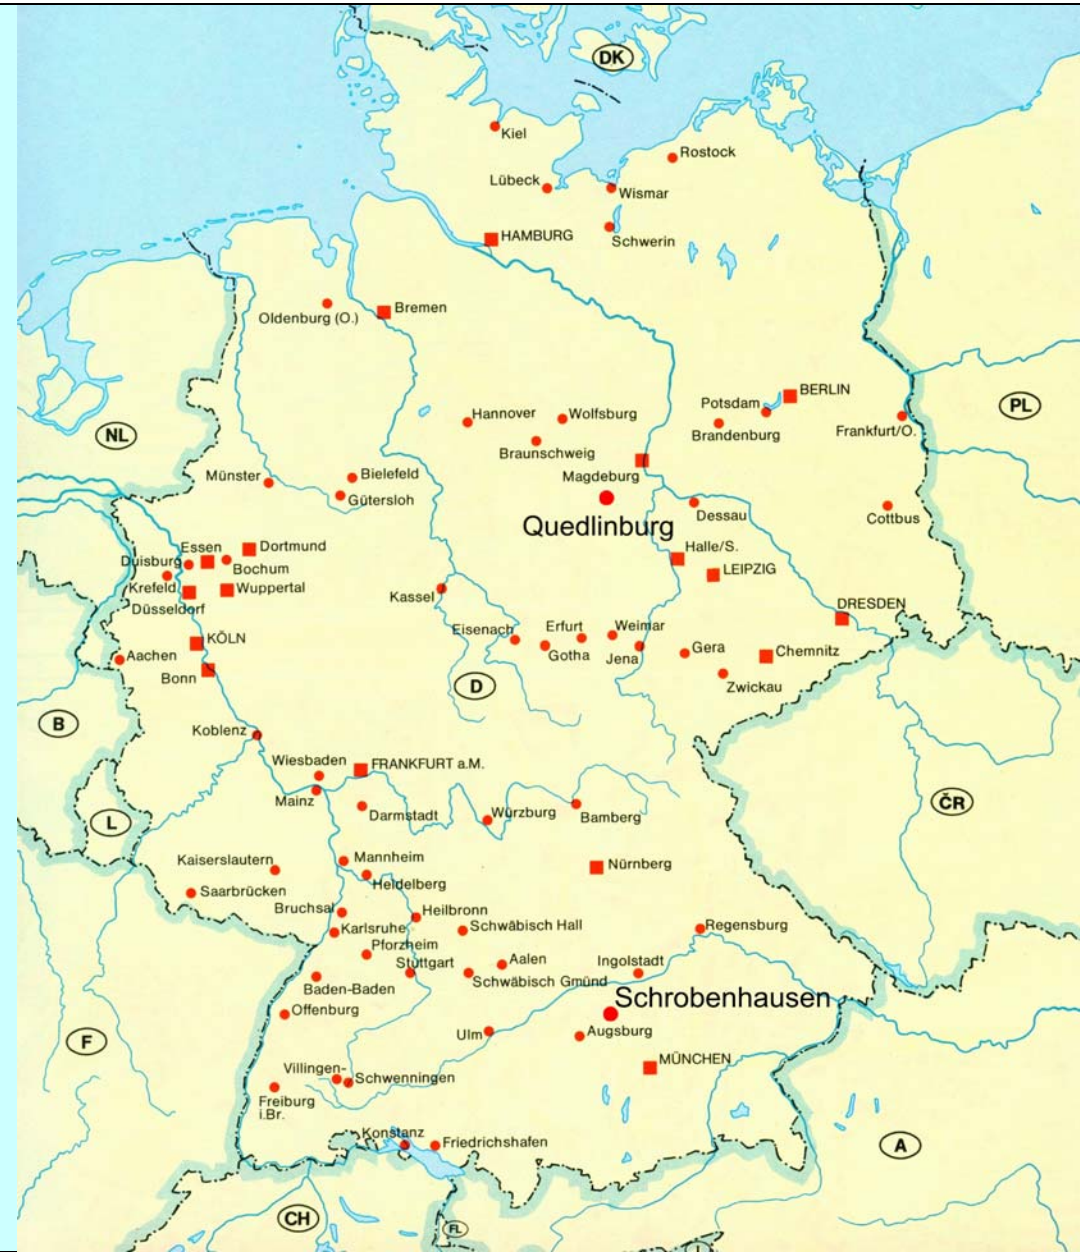 DK
Kiel
Rostock
Lübeck
Wismar
HAMBURG
Schwerin
Oldenburg (O.)
Bremen
BERLIN
Potsdam
PL
Hannover
Wolfsburg
Brandenburg
Frankfurt/O.
NL
Braunschweig
Magdeburg
Münster
Bielefeld
Gütersloh
Dessau
Cottbus
Quedlinburg
Essen
Dortmund
Halle/S.
Duisburg
Bochum
LEIPZIG
Krefeld
Wuppertal
Kassel
Düsseldorf
DRESDEN
KÖLN
Eisenach
Erfurt
Weimar
Aachen
Gotha
Jena
Gera
Chemnitz
Bonn
D
Zwickau
B
Koblenz
Wiesbaden
FRANKFURT a.M.
Mainz
Darmstadt
Würzburg
Bamberg
ČR
L
Kaiserslautern
Mannheim
Nürnberg
Heidelberg
Saarbrücken
Bruchsal
Heilbronn
Karlsruhe
Schwäbisch Hall
Regensburg
Pforzheim
Stuttgart
Aalen
Ingolstadt
Baden-Baden
Schwäbisch Gmünd
Schrobenhausen
Offenburg
Ulm
Augsburg
F
MÜNCHEN
Villingen-
Schwenningen
Freiburg
i.Br.
Konstanz
Friedrichshafen
A
CH
FL
I